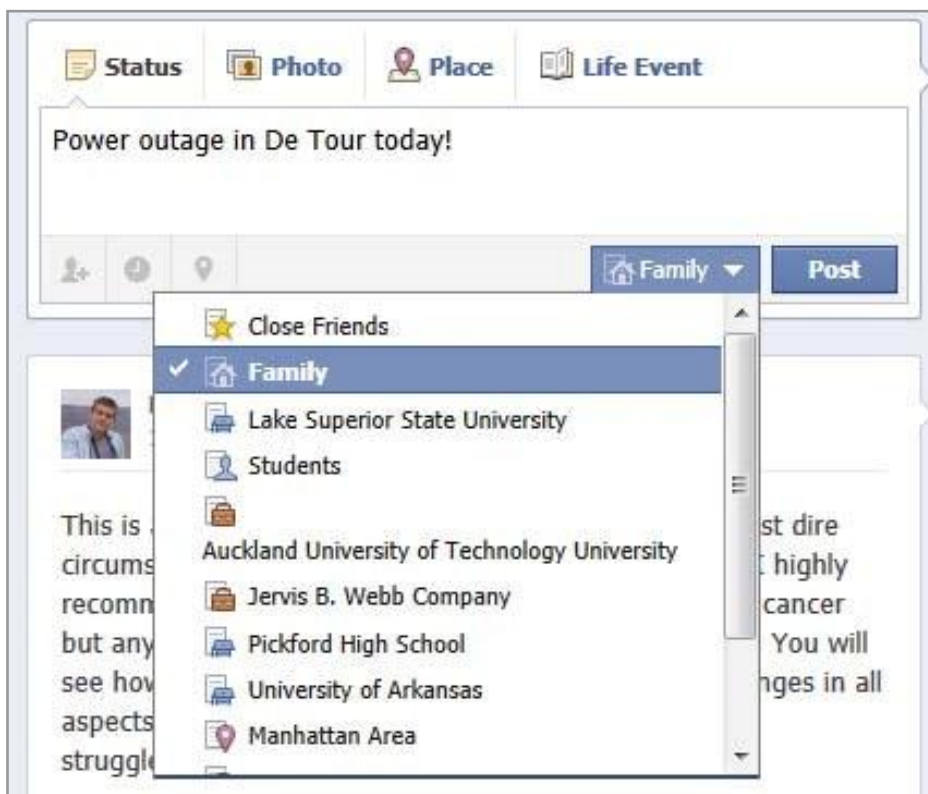 Status Photo Place Life Event
Power outage in De Tour today!
Family Post
Close Friends
Family
Lake Superior State University
Students
Auckland University of Technology University
Jervis B. Webb Company
Pickford High School
University of Arkansas
Manhattan Area
This is st dire
circums highly
recomm cancer
but any You will
see how nges in all
aspects
struggle